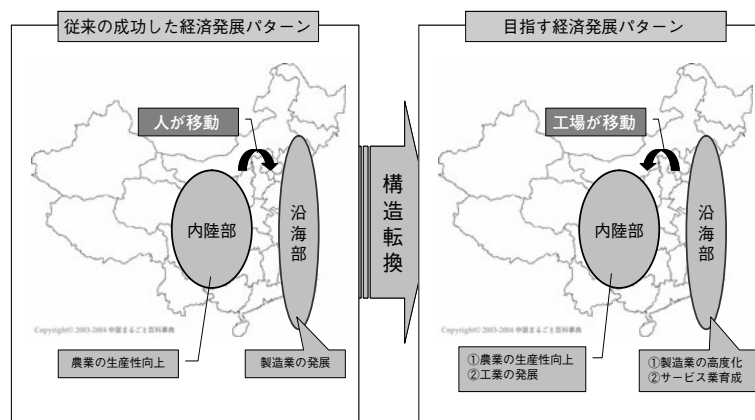 従来の成功した経済発展パターン
人が移動
内陸部
沿海部
Copyright© 2003-2004 中国まるごと百科事典
農業の生産性向上
製造業の発展
構造転換
目指す経済発展パターン
工場が移動
内陸部
沿海部
Copyright© 2003-2004 中国まるごと百科事典
①農業の生産性向上
②工業の発展
①製造業の高度化
②サービス業育成